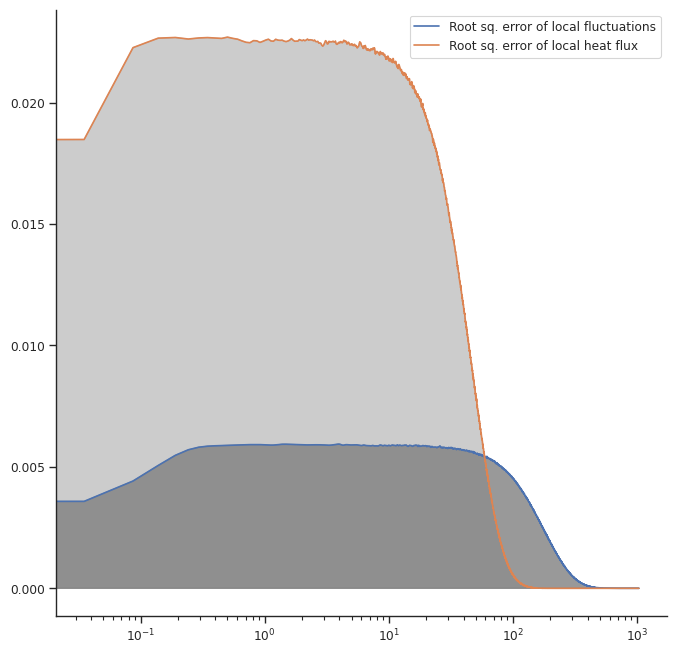 Root sq. error of local fluctuations
Root sq. error of local heat flux
0.020
0.015
0.010
0.005
0.000
10⁻¹ 10⁰ 10¹ 10² 10³